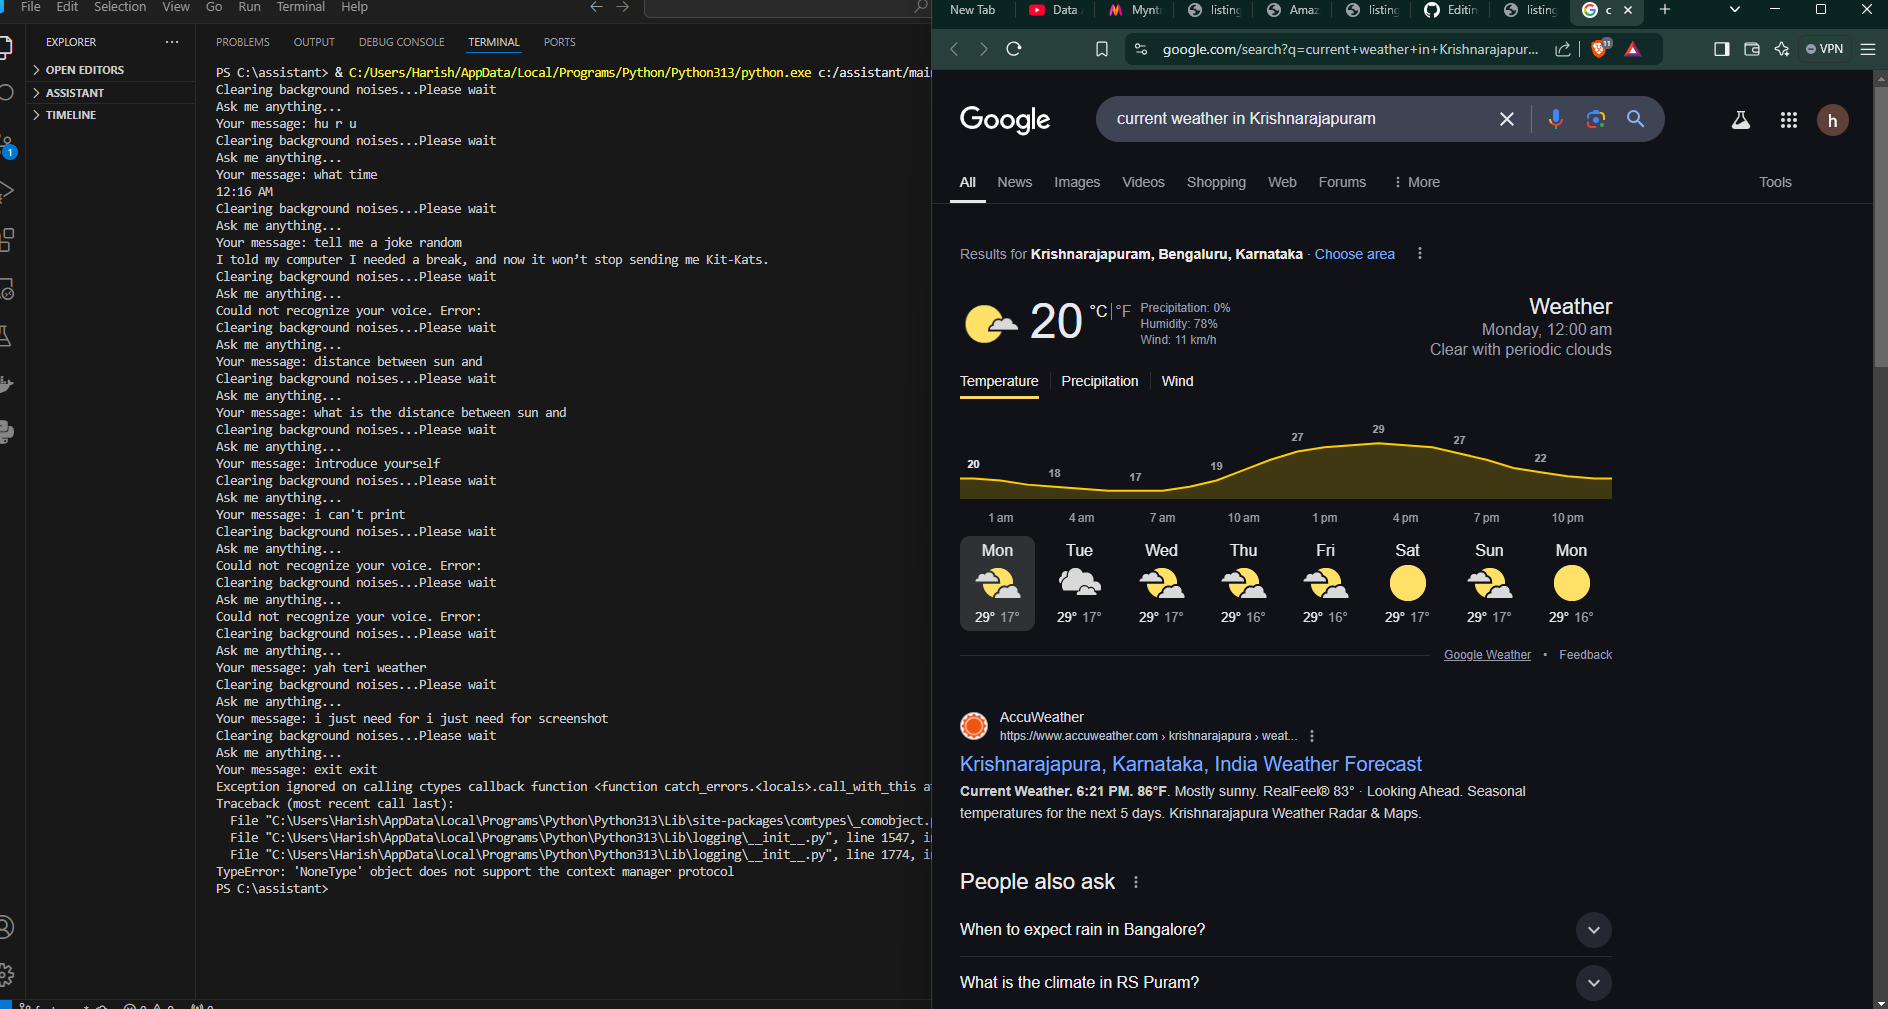 File Edit Selection View Go Run Terminal Help
EXPLORER
OPEN EDITORS
ASSISTANT
TIMELINE
1
PROBLEMS OUTPUT DEBUG CONSOLE TERMINAL PORTS
PS C:\assistant> & C:/Users/Harish/AppData/Local/Programs/Python/Python313/python.exe c:/assistant/mai
Clearing background noises...Please wait
Ask me anything...
Your message: hu r u
Clearing background noises...Please wait
Ask me anything...
Your message: what time
12:16 AM
Clearing background noises...Please wait
Ask me anything...
Your message: tell me a joke random
I told my computer I needed a break, and now it won’t stop sending me Kit-Kats.
Clearing background noises...Please wait
Ask me anything...
Could not recognize your voice. Error:
Clearing background noises...Please wait
Ask me anything...
Your message: distance between sun and
Clearing background noises...Please wait
Ask me anything...
Your message: what is the distance between sun and
Clearing background noises...Please wait
Ask me anything...
Your message: introduce yourself
Clearing background noises...Please wait
Ask me anything...
Your message: i can't print
Clearing background noises...Please wait
Ask me anything...
Could not recognize your voice. Error:
Clearing background noises...Please wait
Ask me anything...
Could not recognize your voice. Error:
Clearing background noises...Please wait
Ask me anything...
Your message: yah teri weather
Clearing background noises...Please wait
Ask me anything...
Your message: i just need for i just need for screenshot
Clearing background noises...Please wait
Ask me anything...
Your message: exit exit
Exception ignored on calling ctypes callback function <function catch_errors.<locals>.call_with_this a
Traceback (most recent call last):
File "C:\Users\Harish\AppData\Local\Programs\Python\Python313\Lib\site-packages\comtypes\_comobject.
File "C:\Users\Harish\AppData\Local\Programs\Python\Python313\Lib\logging\__init__.py", line 1547, i
File "C:\Users\Harish\AppData\Local\Programs\Python\Python313\Lib\logging\__init__.py", line 1774, i
TypeError: 'NoneType' object does not support the context manager protocol
PS C:\assistant>
New Tab Data Mynt listing Amaz listing Editin listing c
google.com/search?q=current+weather+in+Krishnarajapur... 11 VPN
Google
current weather in Krishnarajapuram
h
All News Images Videos Shopping Web Forums More Tools
Results for Krishnarajapuram, Bengaluru, Karnataka · Choose area
20 °C | °F
Precipitation: 0%
Humidity: 78%
Wind: 11 km/h
Weather
Monday, 12:00 am
Clear with periodic clouds
Temperature Precipitation Wind
20 18 17 19 27 29 27 22
1 am 4 am 7 am 10 am 1 pm 4 pm 7 pm 10 pm
Mon Tue Wed Thu Fri Sat Sun Mon
29° 17° 29° 17° 29° 17° 29° 16° 29° 16° 29° 17° 29° 17° 29° 16°
Google Weather • Feedback
AccuWeather
https://www.accuweather.com › krishnarajapura › weat...
Krishnarajapura, Karnataka, India Weather Forecast
Current Weather. 6:21 PM. 86°F. Mostly sunny. RealFeel® 83° · Looking Ahead. Seasonal
temperatures for the next 5 days. Krishnarajapura Weather Radar & Maps.
People also ask
When to expect rain in Bangalore?
What is the climate in RS Puram?